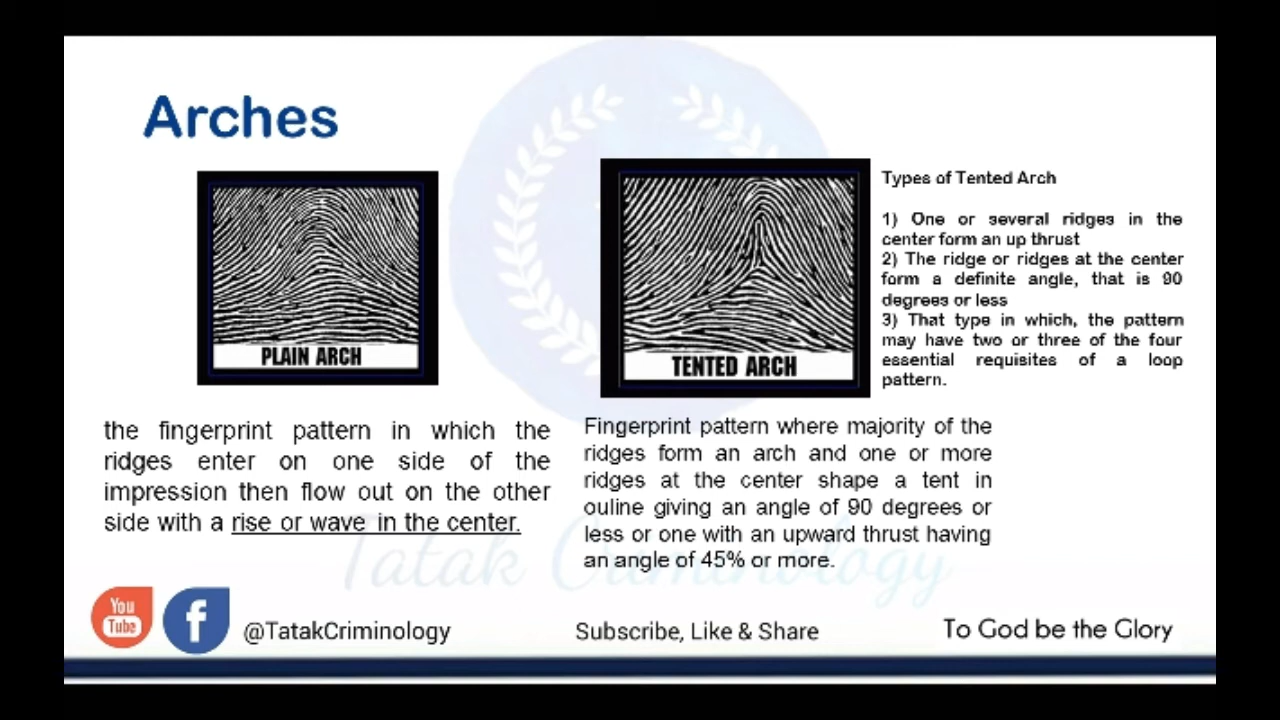 Arches
PLAIN ARCH
the fingerprint pattern in which the
ridges enter on one side of the
impression then flow out on the other
side with a rise or wave in the center.
TENTED ARCH
Types of Tented Arch
1) One or several ridges in the
center form an up thrust
2) The ridge or ridges at the center
form a definite angle, that is 90
degrees or less
3) That type in which, the pattern
may have two or three of the four
essential requisites of a loop
pattern.
Fingerprint pattern where majority of the
ridges form an arch and one or more
ridges at the center shape a tent in
ouline giving an angle of 90 degrees or
less or one with an upward thrust having
an angle of 45% or more.
Tatak Criminology
You
Tube
f
@TatakCriminology
Subscribe, Like & Share
To God be the Glory